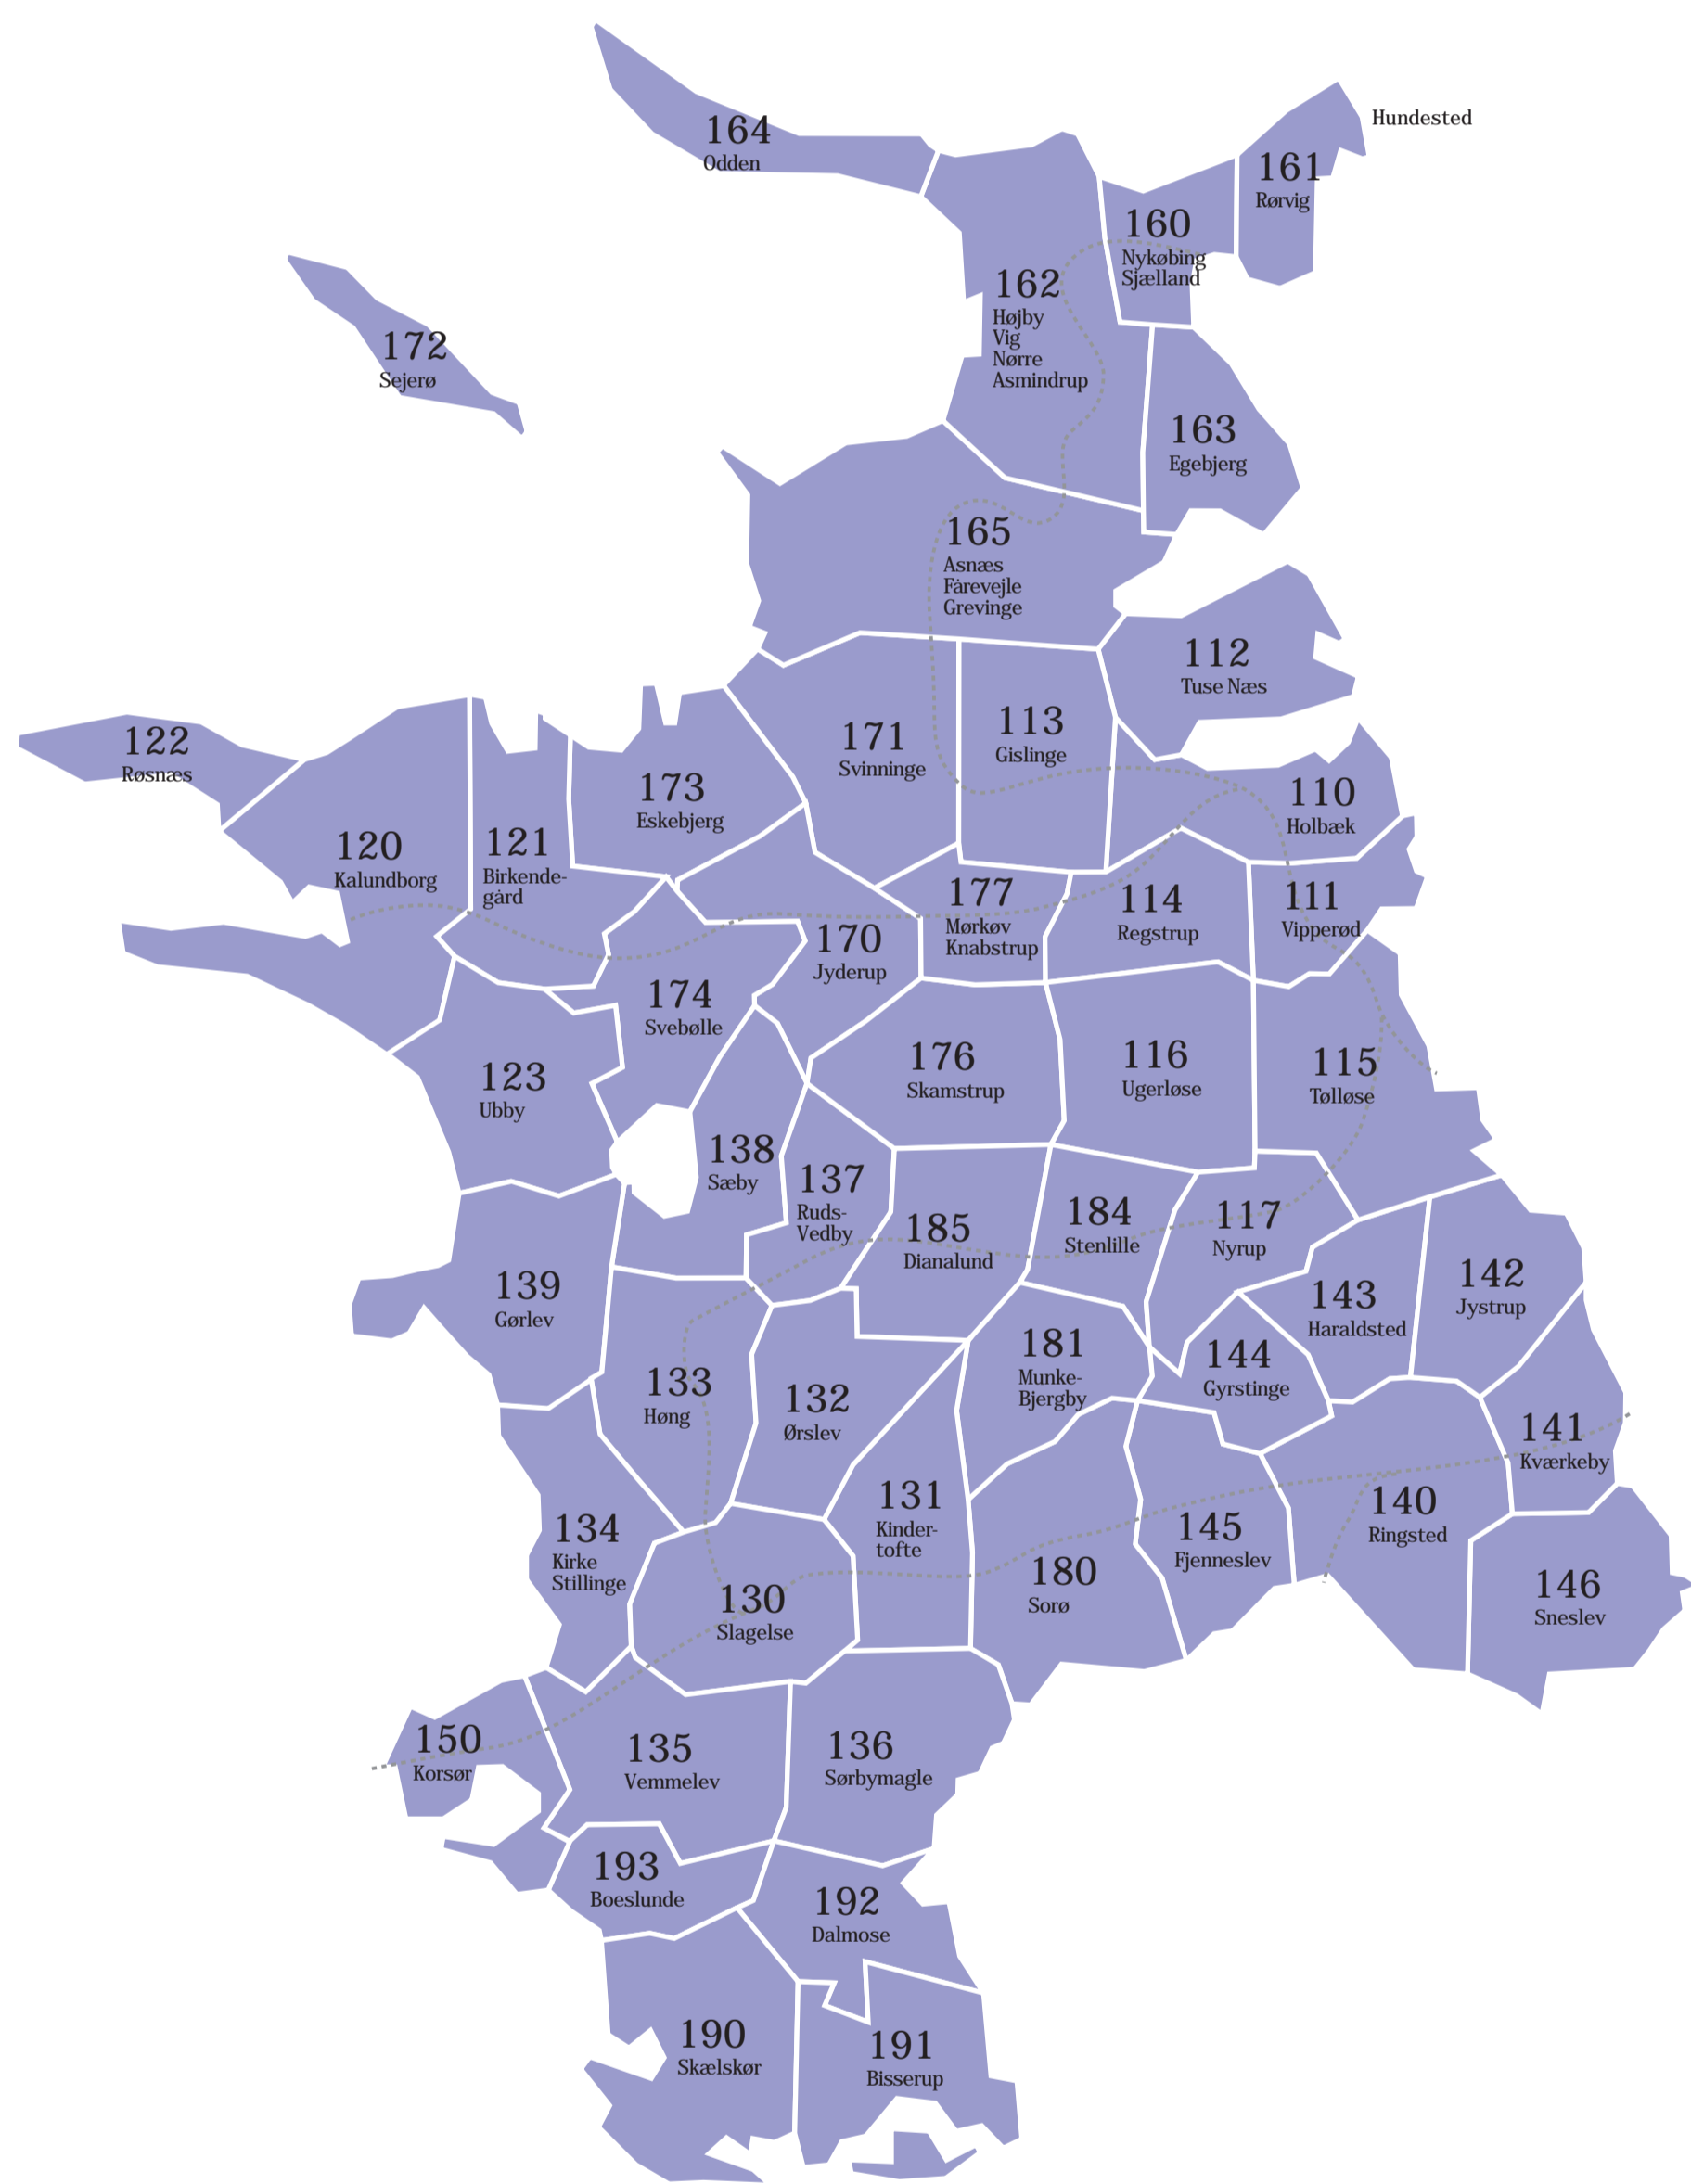 Hundested
164
Odden
161
Rørvig
160
Nykøbing
Sjælland
162
Højby
Vig
Nørre
Asmindrup
172
Sejerø
163
Egebjerg
165
Asnæs
Fårevejle
Grevinge
112
Tuse Næs
113
Gislinge
171
Svinninge
122
Røsnæs
173
Eskebjerg
110
Holbæk
120
Kalundborg
121
Birkende-
gård
177
Mørkøv
Knabstrup
114
Regstrup
111
Vipperød
170
Jyderup
174
Svebølle
176
Skamstrup
116
Ugerløse
115
Tølløse
123
Ubby
138
Sæby
137
Ruds-
Vedby
185
Dianalund
184
Stenlille
117
Nyrup
142
Jystrup
139
Gørlev
143
Haraldsted
181
Munke-
Bjergby
144
Gyrstinge
133
Høng
132
Ørslev
141
Kværkeby
131
Kinder-
tofte
140
Ringsted
134
Kirke
Stillinge
145
Fjenneslev
180
Sorø
146
Sneslev
130
Slagelse
150
Korsør
135
Vemmelev
136
Sørbymagle
193
Boeslunde
192
Dalmose
190
Skælskør
191
Bisserup